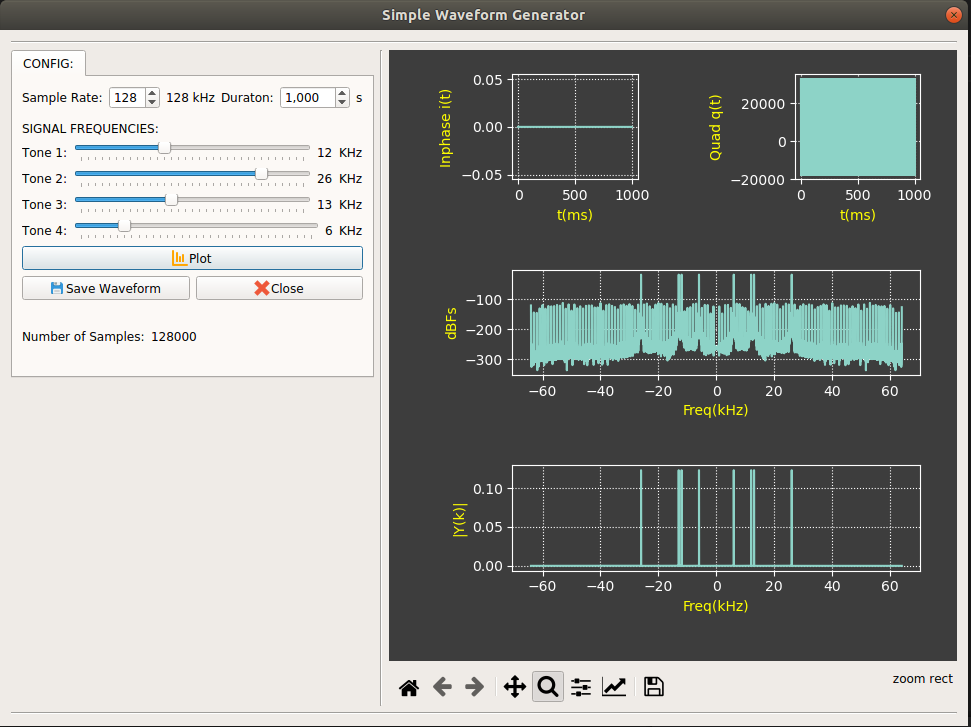 Simple Waveform Generator
CONFIG:
Sample Rate: 128 128 kHz Duraton: 1,000 s
SIGNAL FREQUENCIES:
Tone 1: 12 KHz
Tone 2: 26 KHz
Tone 3: 13 KHz
Tone 4: 6 KHz
Plot
Save Waveform Close
Number of Samples: 128000
Inphase i(t)
0.05
0.00
−0.05
0 500 1000
t(ms)
Quad q(t)
20000
0
−20000
0 500 1000
t(ms)
dBFs
−100
−200
−300
−60 −40 −20 0 20 40 60
Freq(kHz)
|Y(k)|
0.10
0.05
0.00
−60 −40 −20 0 20 40 60
Freq(kHz)
zoom rect